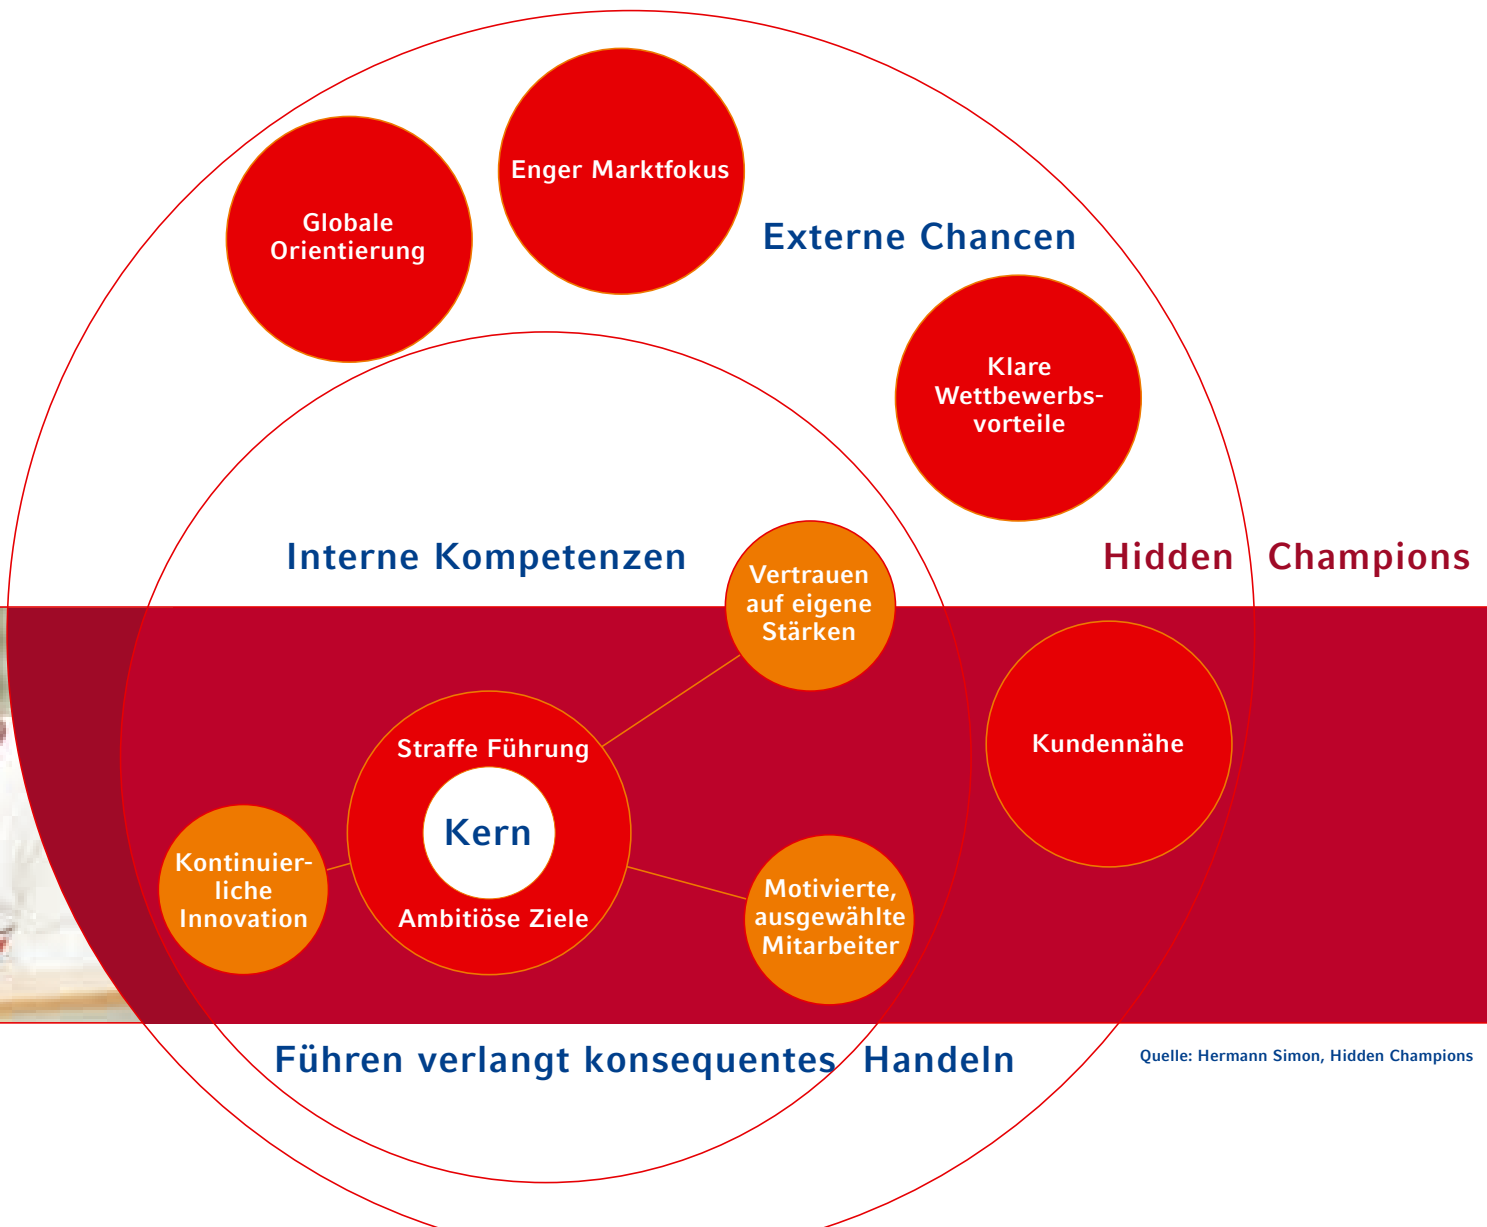 Enger Marktfokus
Globale
Orientierung
Externe Chancen
Klare
Wettbewerbs-
vorteile
Interne Kompetenzen
Hidden Champions
Vertrauen
auf eigene
Stärken
Straffe Führung
Kern
Ambitiöse Ziele
Kundennähe
Kontinuier-
liche
Innovation
Motivierte,
ausgewählte
Mitarbeiter
Führen verlangt konsequentes Handeln
Quelle: Hermann Simon, Hidden Champions